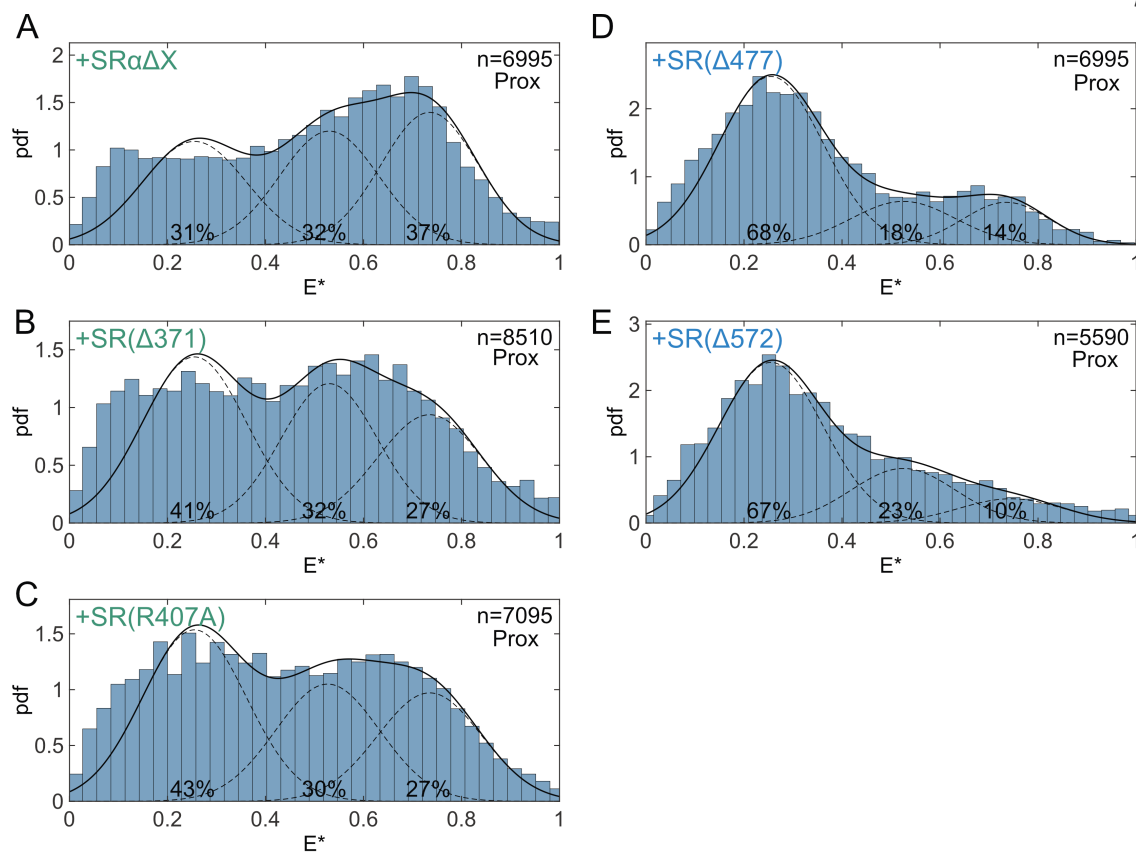 A
+SRαΔX
n=6995
Prox
pdf
2
1.5
1
0.5
0
31%
32%
37%
0 0.2 0.4 0.6 0.8 1
E*
B
+SR(Δ371)
n=8510
Prox
pdf
1.5
1
0.5
0
41%
32%
27%
0 0.2 0.4 0.6 0.8 1
E*
C
+SR(R407A)
n=7095
Prox
pdf
1.5
1
0.5
0
43%
30%
27%
0 0.2 0.4 0.6 0.8 1
E*
D
+SR(Δ477)
n=6995
Prox
pdf
2
1
0
68%
18%
14%
0 0.2 0.4 0.6 0.8 1
E*
E
+SR(Δ572)
n=5590
Prox
pdf
3
2
1
0
67%
23%
10%
0 0.2 0.4 0.6 0.8 1
E*